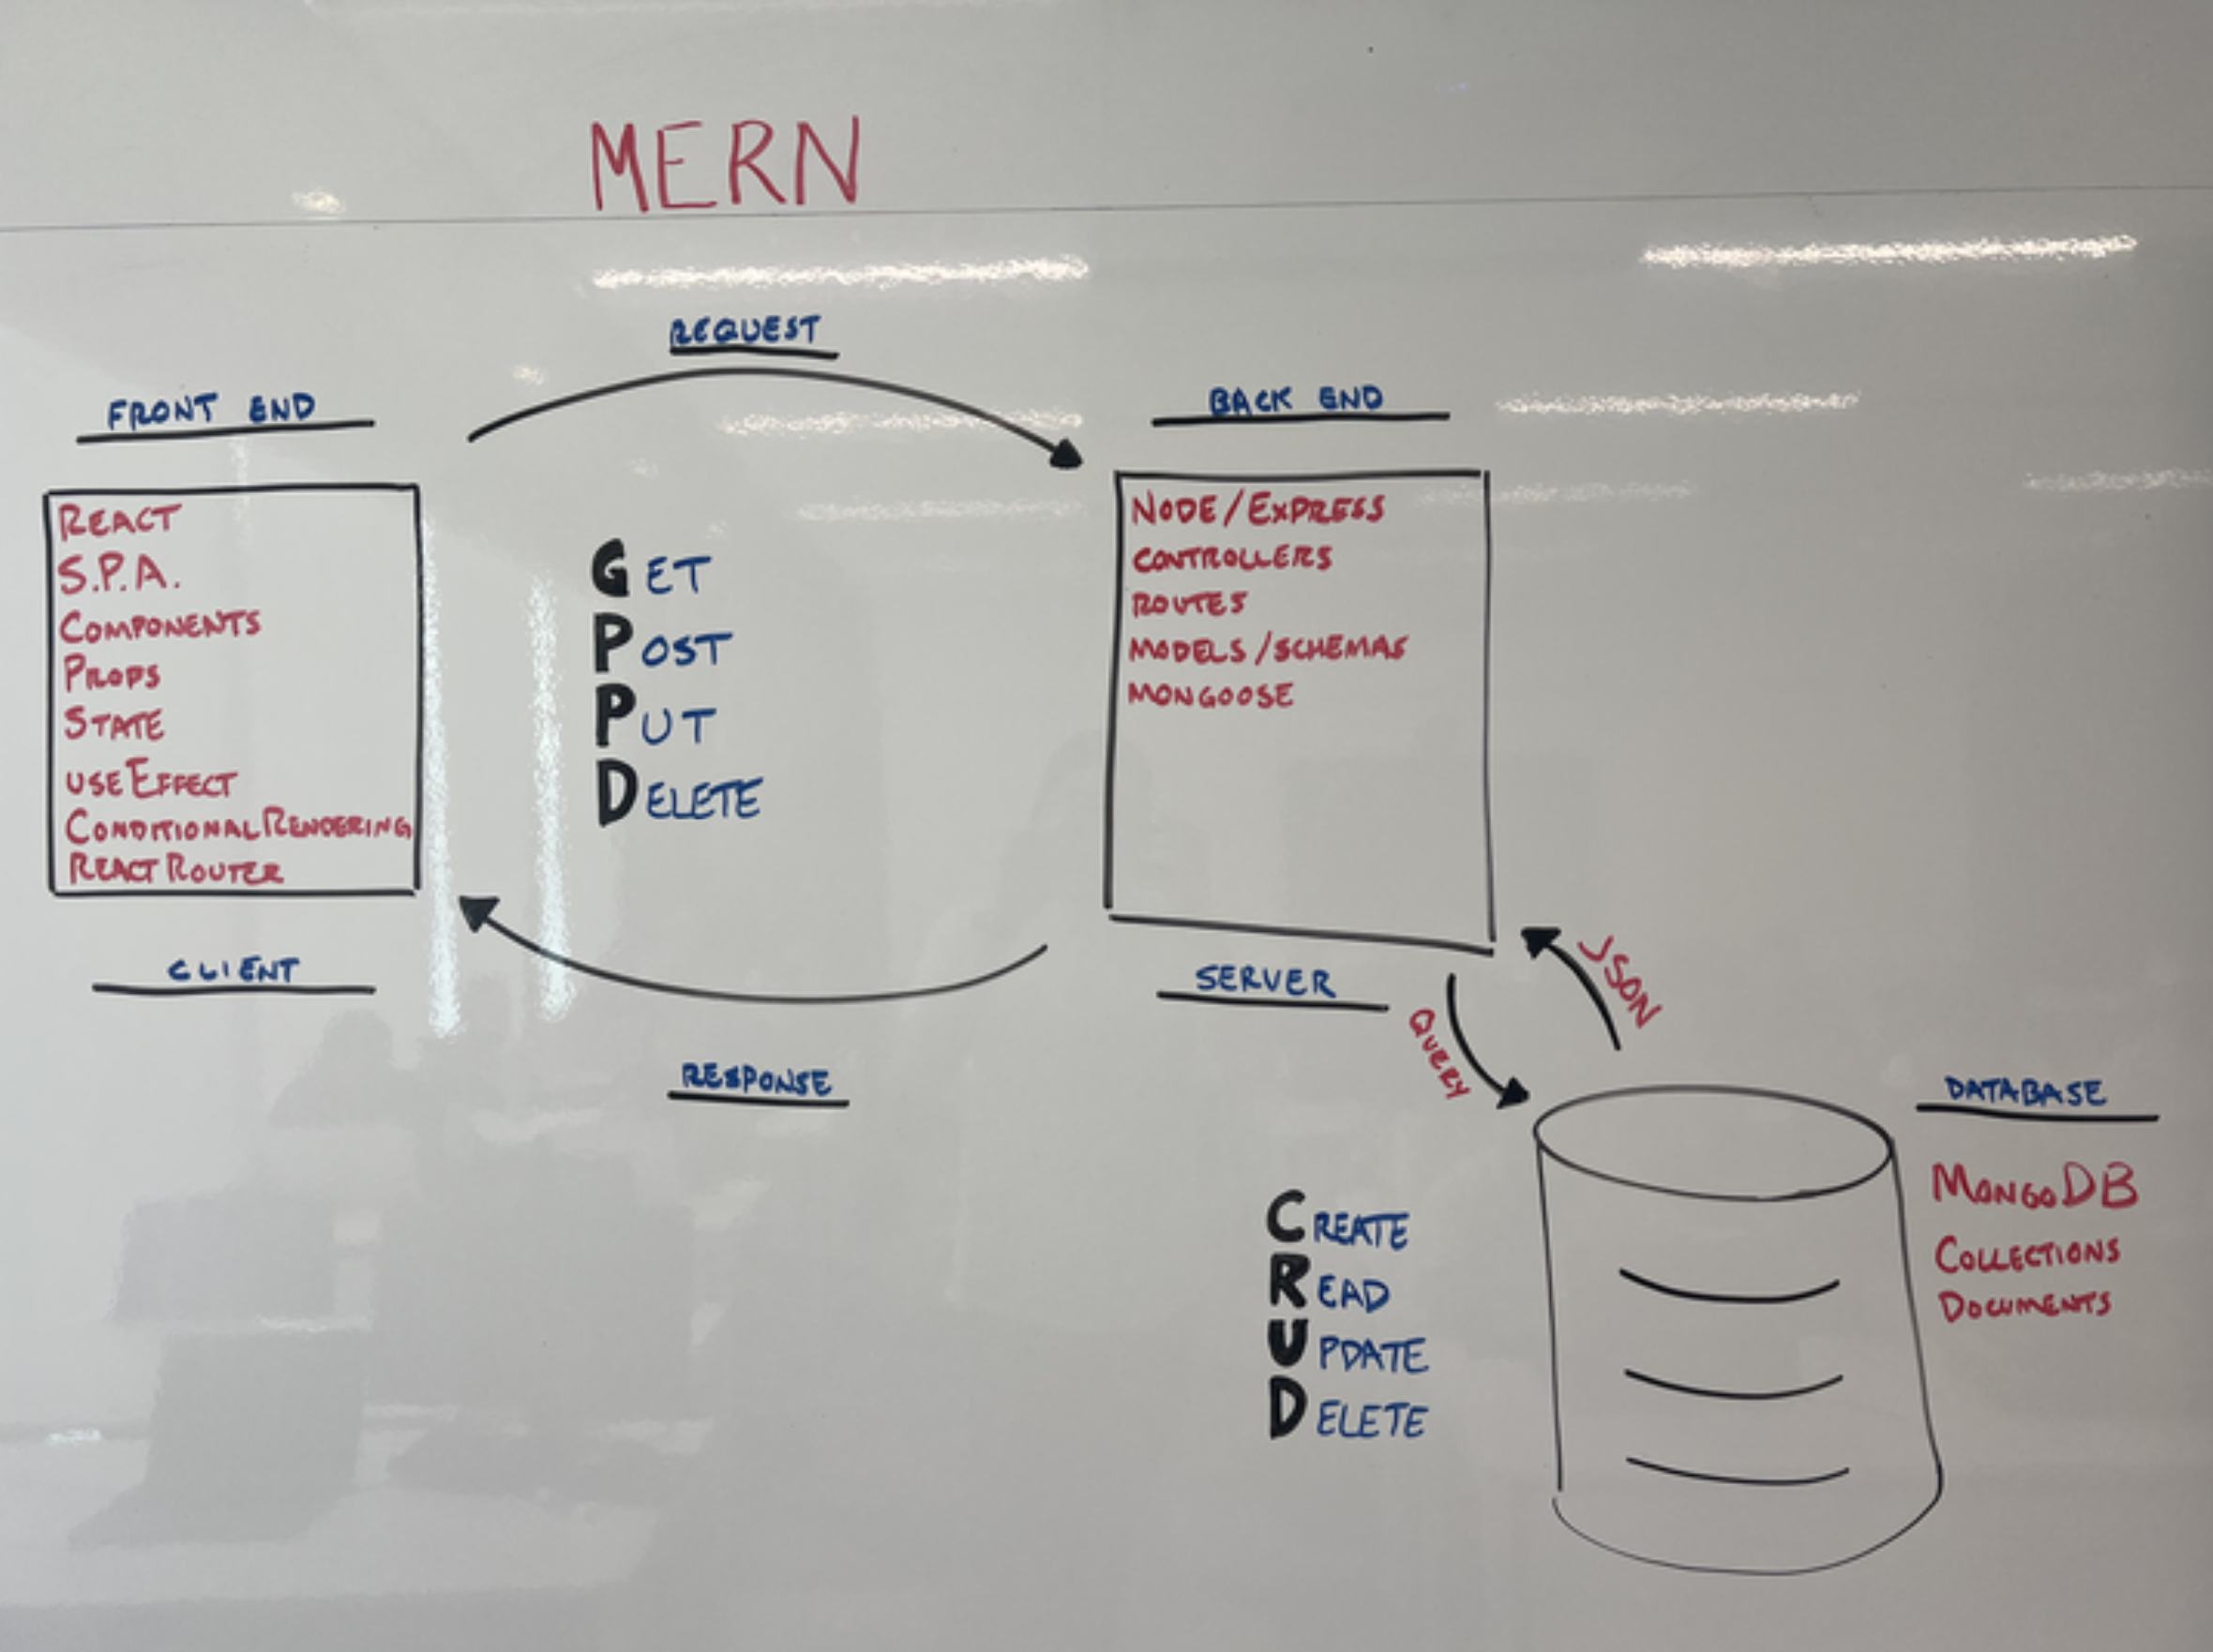 MERN
REQUEST
FRONT END
BACK END
REACT
S.P.A.
COMPONENTS
PROPS
STATE
USEEFFECT
CONDITIONAL RENDERING
REACT ROUTER
GET
POST
PUT
DELETE
NODE/EXPRESS
CONTROLLERS
ROUTES
MODELS/SCHEMAS
MONGOOSE
CLIENT
SERVER
RESPONSE
QUERY
JSON
DATABASE
MONGODB
COLLECTIONS
DOCUMENTS
CREATE
READ
UPDATE
DELETE